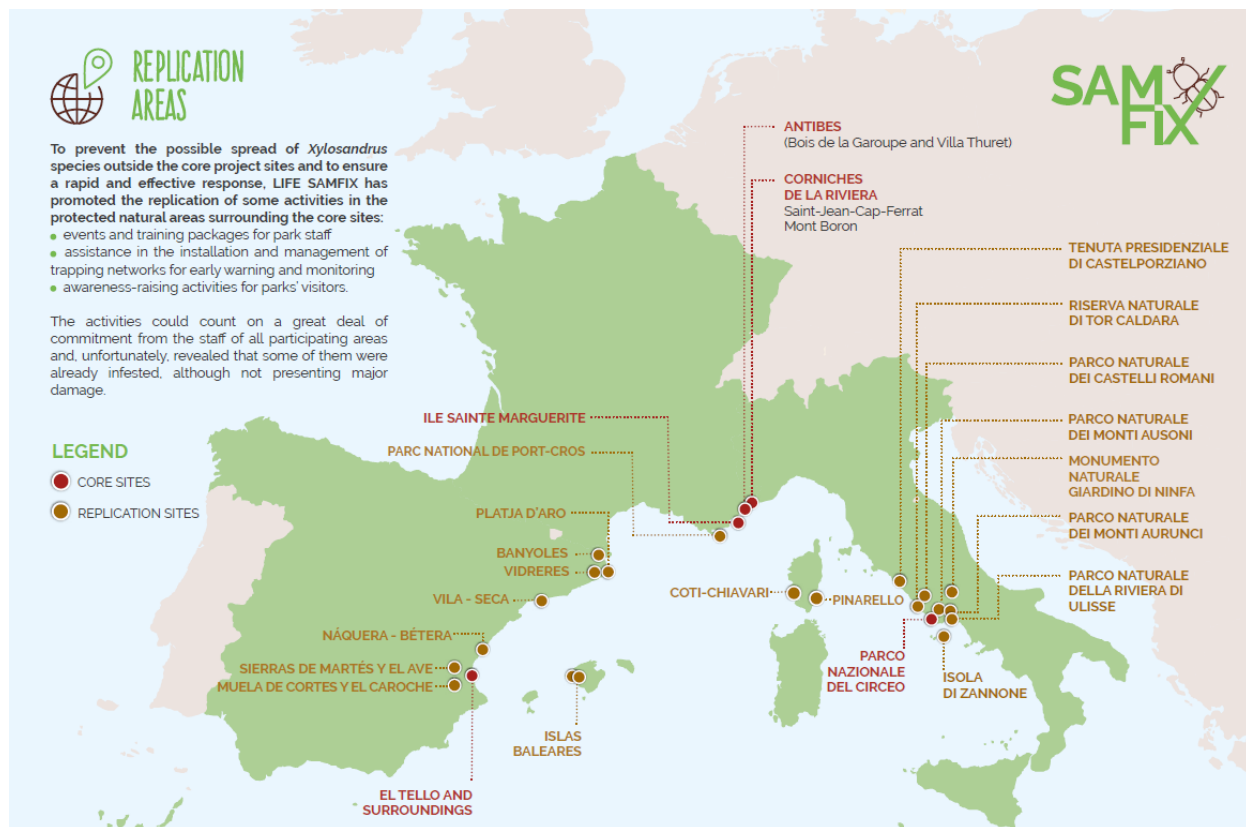 REPLICATION
AREAS
SAM
FIX
To prevent the possible spread of Xylosandrus
species outside the core project sites and to ensure
a rapid and effective response, LIFE SAMFIX has
promoted the replication of some activities in the
protected natural areas surrounding the core sites:
events and training packages for park staff
assistance in the installation and management of
trapping networks for early warning and monitoring
awareness-raising activities for parks' visitors.
The activities could count on a great deal of
commitment from the staff of all participating areas
and, unfortunately, revealed that some of them were
already infested, although not presenting major
damage.
LEGEND
CORE SITES
REPLICATION SITES
ANTIBES
(Bois de la Garoupe and Villa Thuret)
CORNICHES
DE LA RIVIERA
Saint-Jean-Cap-Ferrat
Mont Boron
TENUTA PRESIDENZIALE
DI CASTELPORZIANO
RISERVA NATURALE
DI TOR CALDARA
PARCO NATURALE
DEI CASTELLI ROMANI
PARCO NATURALE
DEI MONTI AUSONI
MONUMENTO
NATURALE
GIARDINO DI NINFA
PARCO NATURALE
DEI MONTI AURUNCI
PARCO NATURALE
DELLA RIVIERA DI
ULISSE
ILE SAINTE MARGUERITE
PARC NATIONAL DE PORT-CROS
PLATJA D'ARO
BANYOLES
VIDRERES
VILA - SECA
NÁQUERA - BÉTERA
SIERRAS DE MARTÉS Y EL AVE
MUELA DE CORTES Y EL CAROCHE
COTI-CHIAVARI
PINARELLO
PARCO
NAZIONALE
DEL CIRCEO
ISOLA
DI ZANNONE
ISLAS
BALEARES
EL TELLO AND
SURROUNDINGS